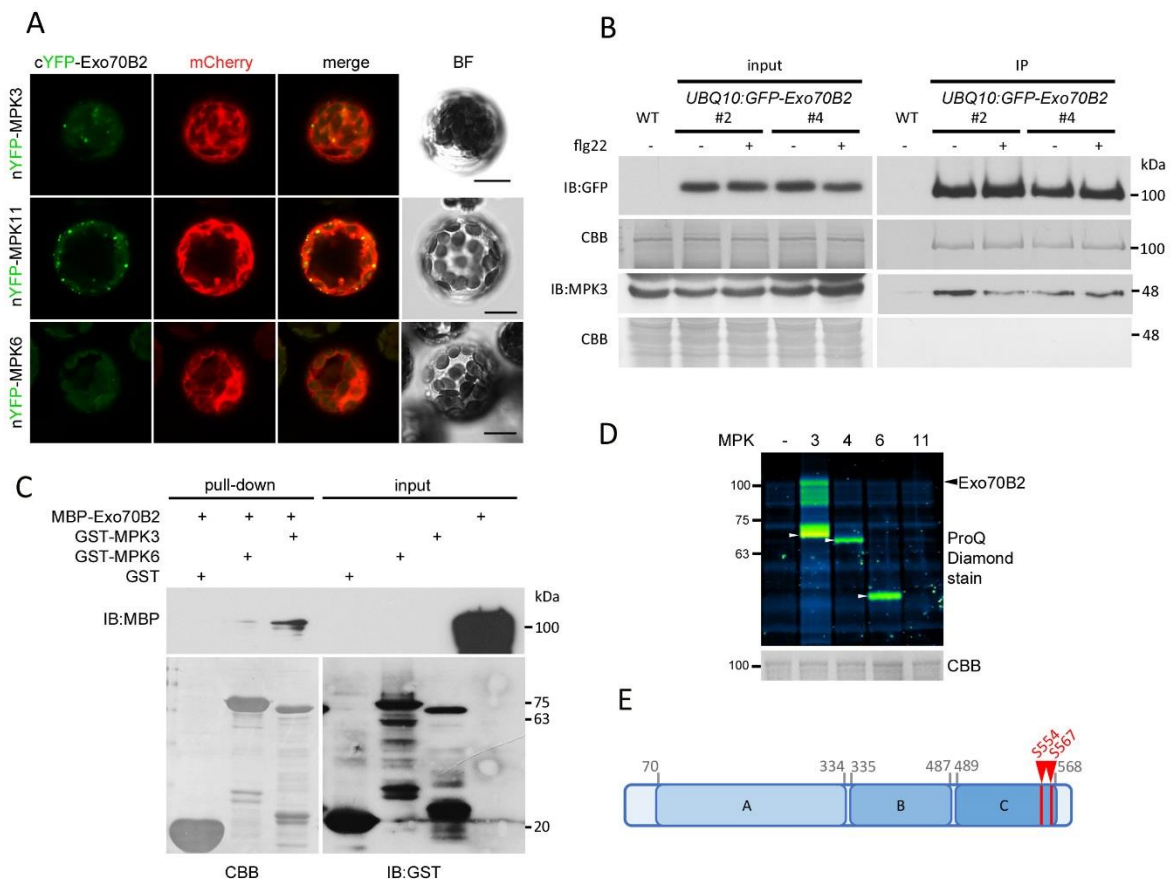 A
cYFP-Exo70B2 mCherry merge BF
nYFP-MPK3
nYFP-MPK11
nYFP-MPK6
B
input IP
UBQ10:GFP-Exo70B2 UBQ10:GFP-Exo70B2
WT #2 #4 WT #2 #4
flg22 - - + - + - - + - +
kDa
IB:GFP 100
CBB 100
IB:MPK3 48
CBB 48
C
pull-down input
MBP-Exo70B2 + + + +
GST-MPK3 + +
GST-MPK6 + +
GST + +
kDa
IB:MBP 100
75
63
20
CBB IB:GST
D
MPK - 3 4 6 11
100 Exo70B2
75
63
ProQ
Diamond
stain
100 CBB
E
S554
S567
70 334 335 487 489 568
A B C